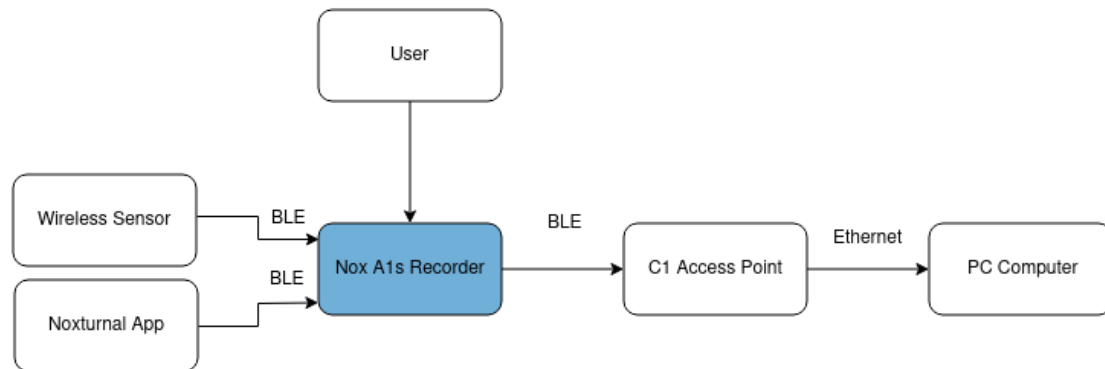 User
Wireless Sensor
BLE
Nox A1s Recorder
BLE
C1 Access Point
Ethernet
PC Computer
BLE
Noxturnal App